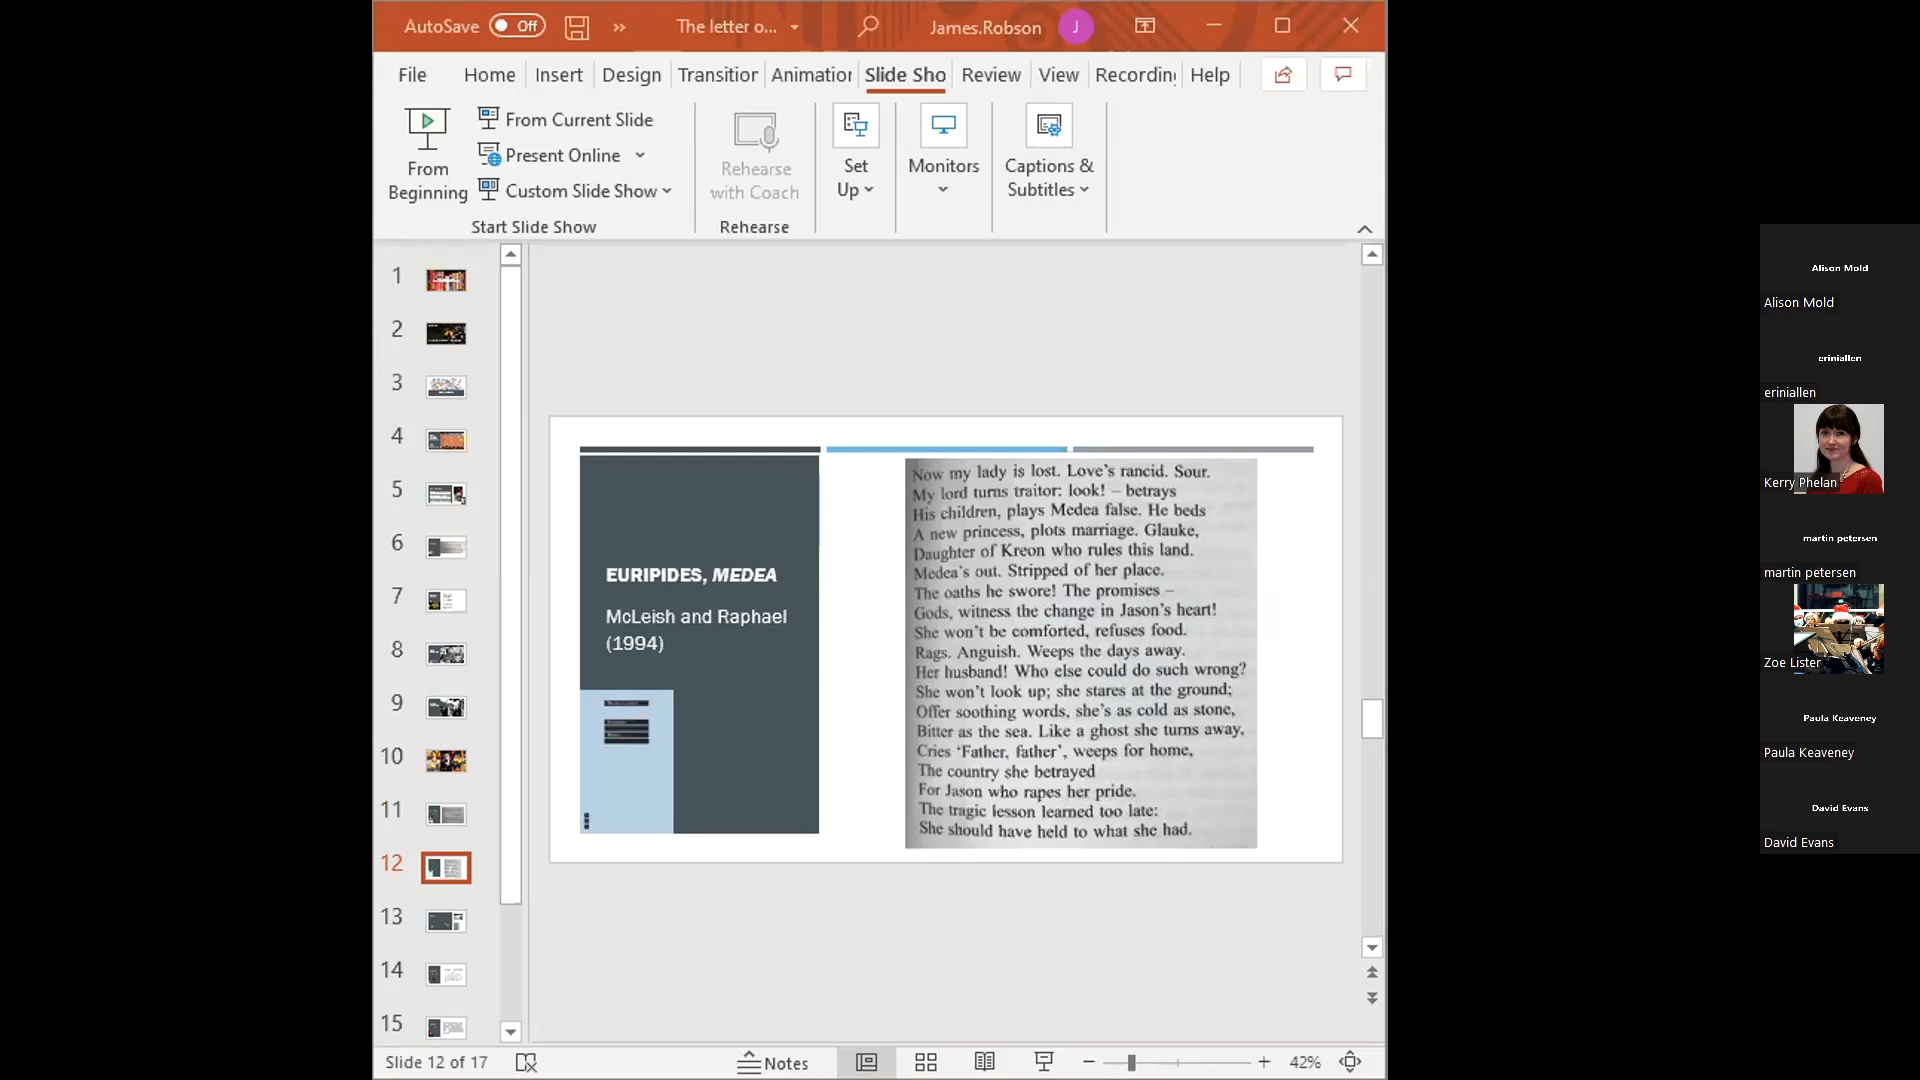 AutoSave Off » The letter o... James.Robson J
File Home Insert Design Transition Animation Slide Sho Review View Recording Help
From Beginning
From Current Slide
Present Online
Custom Slide Show
Start Slide Show
Rehearse with Coach
Rehearse
Set Up
Monitors
Captions & Subtitles
1
2
3
4
5
6
7
8
9
10
11
12
13
14
15
EURIPIDES, MEDEA
McLeish and Raphael
(1994)
Now my lady is lost. Love's rancid. Sour.
My lord turns traitor: look! – betrays
His children, plays Medea false. He beds
A new princess, plots marriage. Glauke,
Daughter of Kreon who rules this land.
Medea's out. Stripped of her place.
The oaths he swore! The promises –
Gods, witness the change in Jason's heart!
She won't be comforted, refuses food.
Rags. Anguish. Weeps the days away.
Her husband! Who else could do such wrong?
She won't look up; she stares at the ground;
Offer soothing words, she's as cold as stone,
Bitter as the sea. Like a ghost she turns away,
Cries 'Father, father', weeps for home,
The country she betrayed
For Jason who rapes her pride.
The tragic lesson learned too late:
She should have held to what she had.
Slide 12 of 17
Notes
42%
Alison Mold
Alison Mold
eriniallen
eriniallen
Kerry Phelan
martin petersen
martin petersen
Zoe Lister
Paula Keaveney
Paula Keaveney
David Evans
David Evans